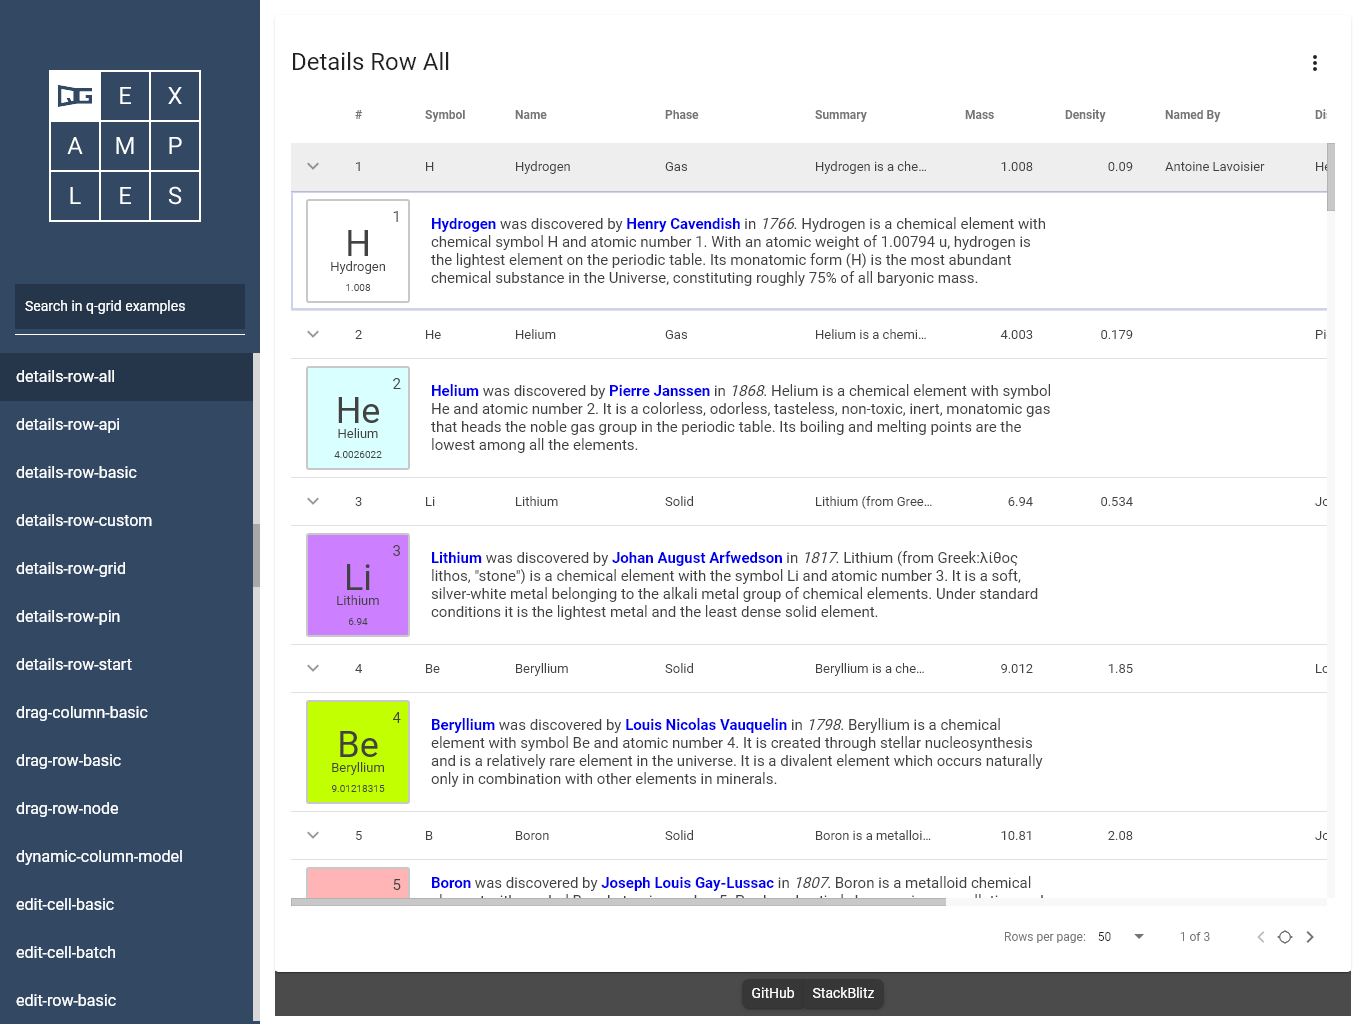 QG E X
A M P
L E S
Search in q-grid examples
details-row-all
details-row-api
details-row-basic
details-row-custom
details-row-grid
details-row-pin
details-row-start
drag-column-basic
drag-row-basic
drag-row-node
dynamic-column-model
edit-cell-basic
edit-cell-batch
edit-row-basic
Details Row All
# Symbol Name Phase Summary Mass Density Named By
1 H Hydrogen Gas Hydrogen is a che… 1.008 0.09 Antoine Lavoisier
1
H
Hydrogen
1.008
Hydrogen was discovered by Henry Cavendish in 1766. Hydrogen is a chemical element with
chemical symbol H and atomic number 1. With an atomic weight of 1.00794 u, hydrogen is
the lightest element on the periodic table. Its monatomic form (H) is the most abundant
chemical substance in the Universe, constituting roughly 75% of all baryonic mass.
2 He Helium Gas Helium is a chemi… 4.003 0.179
2
He
Helium
4.0026022
Helium was discovered by Pierre Janssen in 1868. Helium is a chemical element with symbol
He and atomic number 2. It is a colorless, odorless, tasteless, non-toxic, inert, monatomic gas
that heads the noble gas group in the periodic table. Its boiling and melting points are the
lowest among all the elements.
3 Li Lithium Solid Lithium (from Gree… 6.94 0.534
3
Li
Lithium
6.94
Lithium was discovered by Johan August Arfwedson in 1817. Lithium (from Greek:λίθος
lithos, "stone") is a chemical element with the symbol Li and atomic number 3. It is a soft,
silver-white metal belonging to the alkali metal group of chemical elements. Under standard
conditions it is the lightest metal and the least dense solid element.
4 Be Beryllium Solid Beryllium is a che… 9.012 1.85
4
Be
Beryllium
9.01218315
Beryllium was discovered by Louis Nicolas Vauquelin in 1798. Beryllium is a chemical
element with symbol Be and atomic number 4. It is created through stellar nucleosynthesis
and is a relatively rare element in the universe. It is a divalent element which occurs naturally
only in combination with other elements in minerals.
5 B Boron Solid Boron is a metalloi… 10.81 2.08
5
Boron was discovered by Joseph Louis Gay-Lussac in 1807. Boron is a metalloid chemical
Rows per page: 50 1 of 3
GitHub StackBlitz